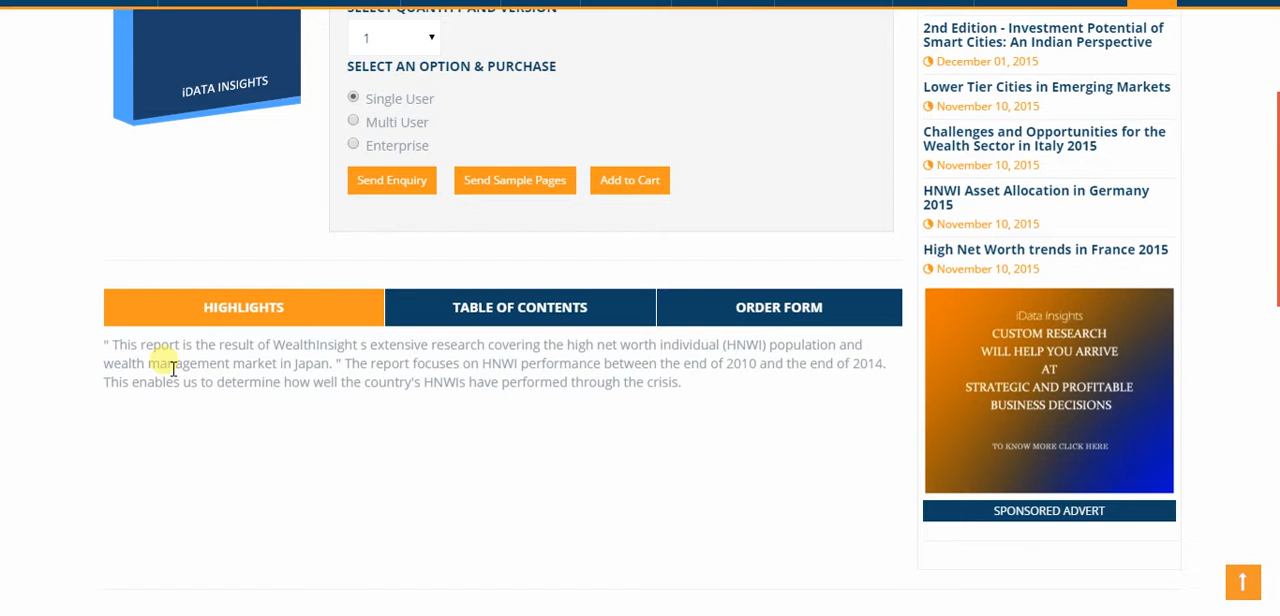 SELECT QUANTITY AND VERSION
1
SELECT AN OPTION & PURCHASE
Single User
Multi User
Enterprise
Send Enquiry
Send Sample Pages
Add to Cart
iDATA INSIGHTS
HIGHLIGHTS
TABLE OF CONTENTS
ORDER FORM
" This report is the result of WealthInsight s extensive research covering the high net worth individual (HNWI) population and
wealth management market in Japan. " The report focuses on HNWI performance between the end of 2010 and the end of 2014.
This enables us to determine how well the country's HNWIs have performed through the crisis.
2nd Edition - Investment Potential of
Smart Cities: An Indian Perspective
December 01, 2015
Lower Tier Cities in Emerging Markets
November 10, 2015
Challenges and Opportunities for the
Wealth Sector in Italy 2015
November 10, 2015
HNWI Asset Allocation in Germany
2015
November 10, 2015
High Net Worth trends in France 2015
November 10, 2015
iData Insights
CUSTOM RESEARCH
WILL HELP YOU ARRIVE
AT
STRATEGIC AND PROFITABLE
BUSINESS DECISIONS
TO KNOW MORE CLICK HERE
SPONSORED ADVERT